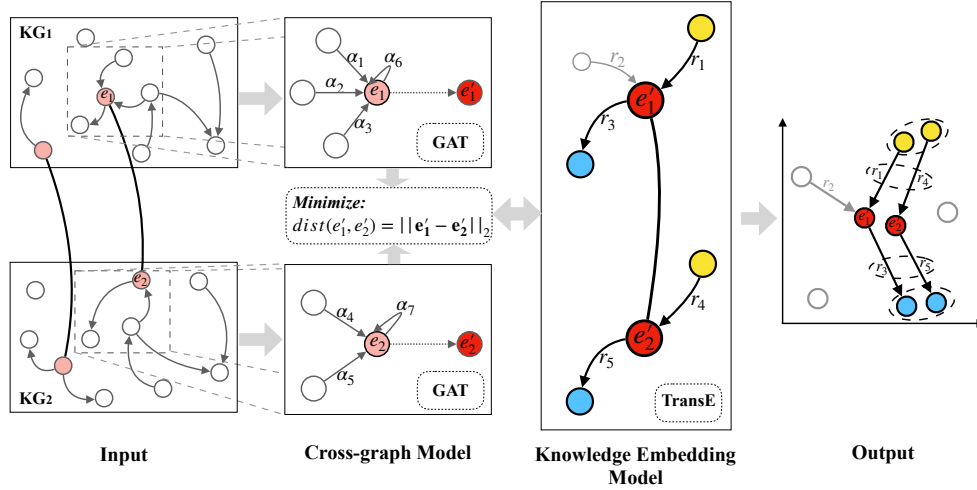 KG1
e1
e2
KG2
Input
α1
α6
α2
e1
e′1
α3
GAT
Minimize:
dist(e′1, e′2) = ||e′1 − e′2||2
α4
α7
e2
e′2
α5
GAT
Cross-graph Model
r2
r1
e′1
r3
r4
e′2
r5
TransE
Knowledge Embedding
Model
r1
r4
r2
e′1
e2
r3
r5
Output